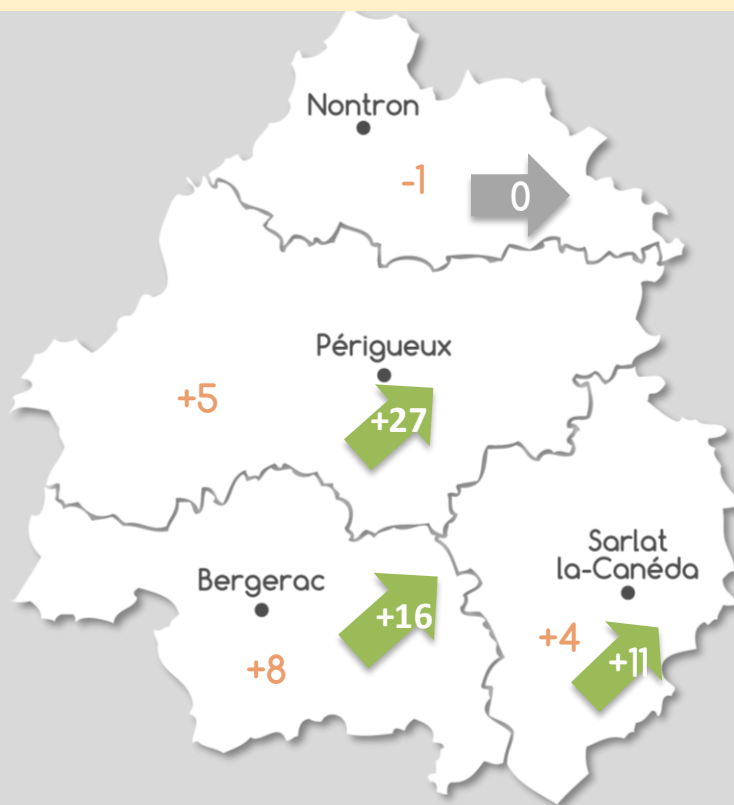 Nontron
-1
0
Périgueux
+5
+27
Sarlat
la-Canéda
Bergerac
+16
+4
+11
+8